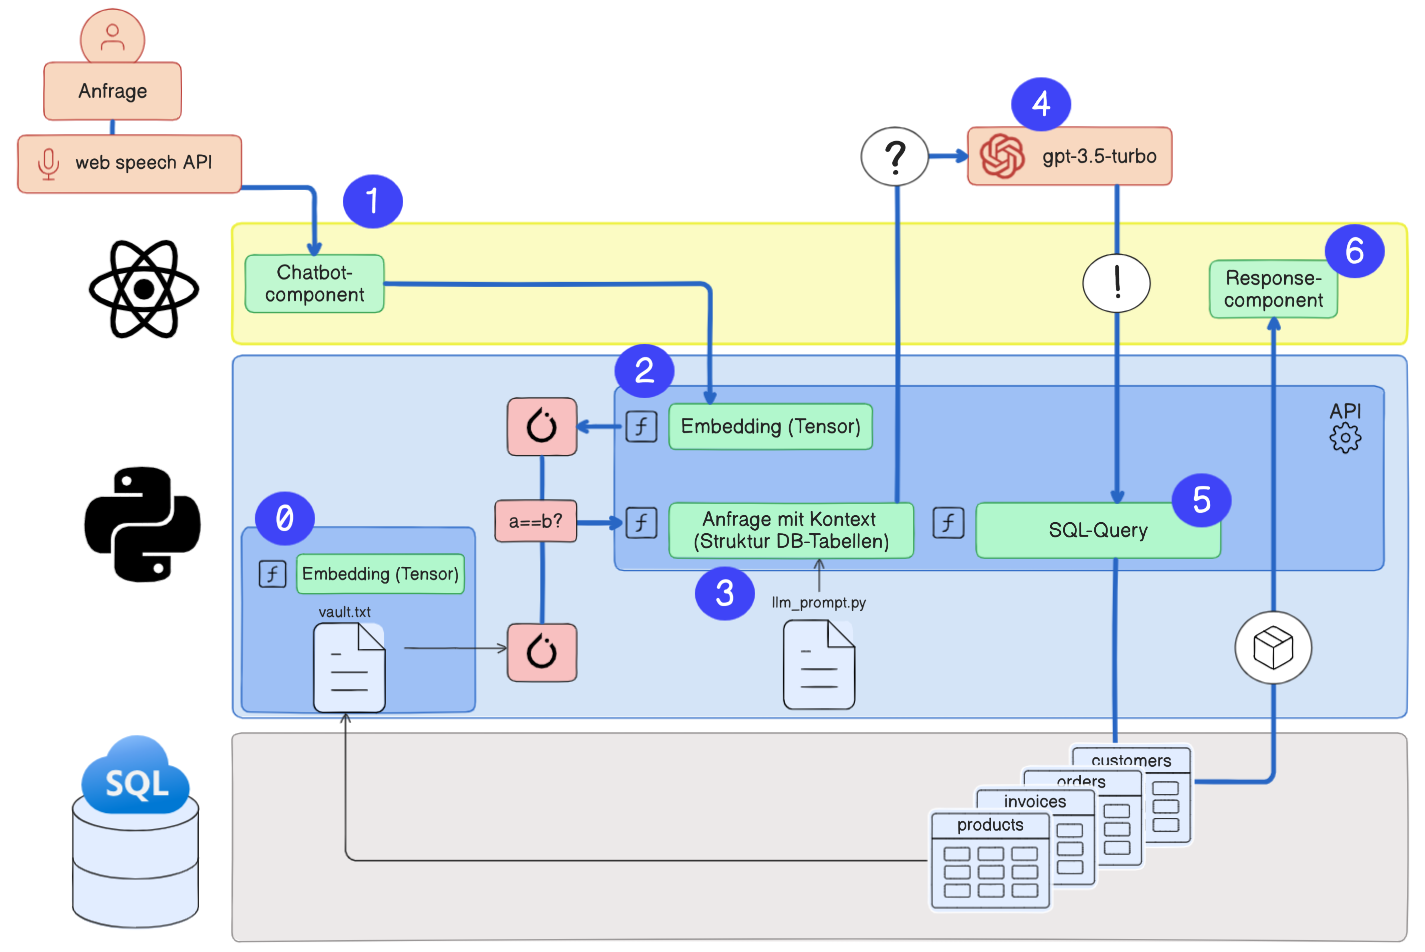 Anfrage
web speech API
1
Chatbot-
component
?
4
gpt-3.5-turbo
!
6
Response-
component
2
f
Embedding (Tensor)
API
a==b?
f
Anfrage mit Kontext
(Struktur DB-Tabellen)
f
SQL-Query
5
0
f
Embedding (Tensor)
vault.txt
3
llm_prompt.py
SQL
customers
orders
invoices
products